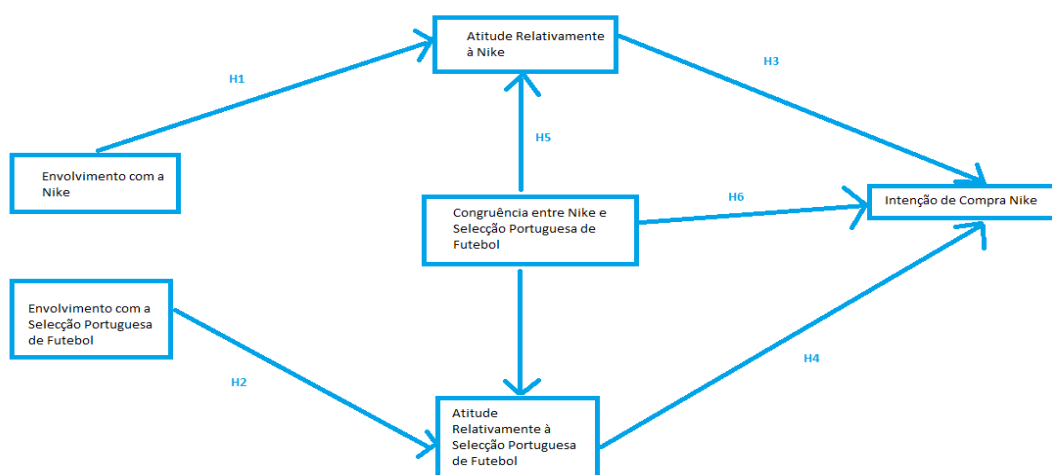 Atitude Relativamente
à Nike
H3
H1
H5
Envolvimento com a
Nike
Congruência entre Nike e
Selecção Portuguesa de
Futebol
H6
Intenção de Compra Nike
Envolvimento com a
Selecção Portuguesa
de Futebol
H2
H4
Atitude
Relativamente à
Selecção Portuguesa
de Futebol